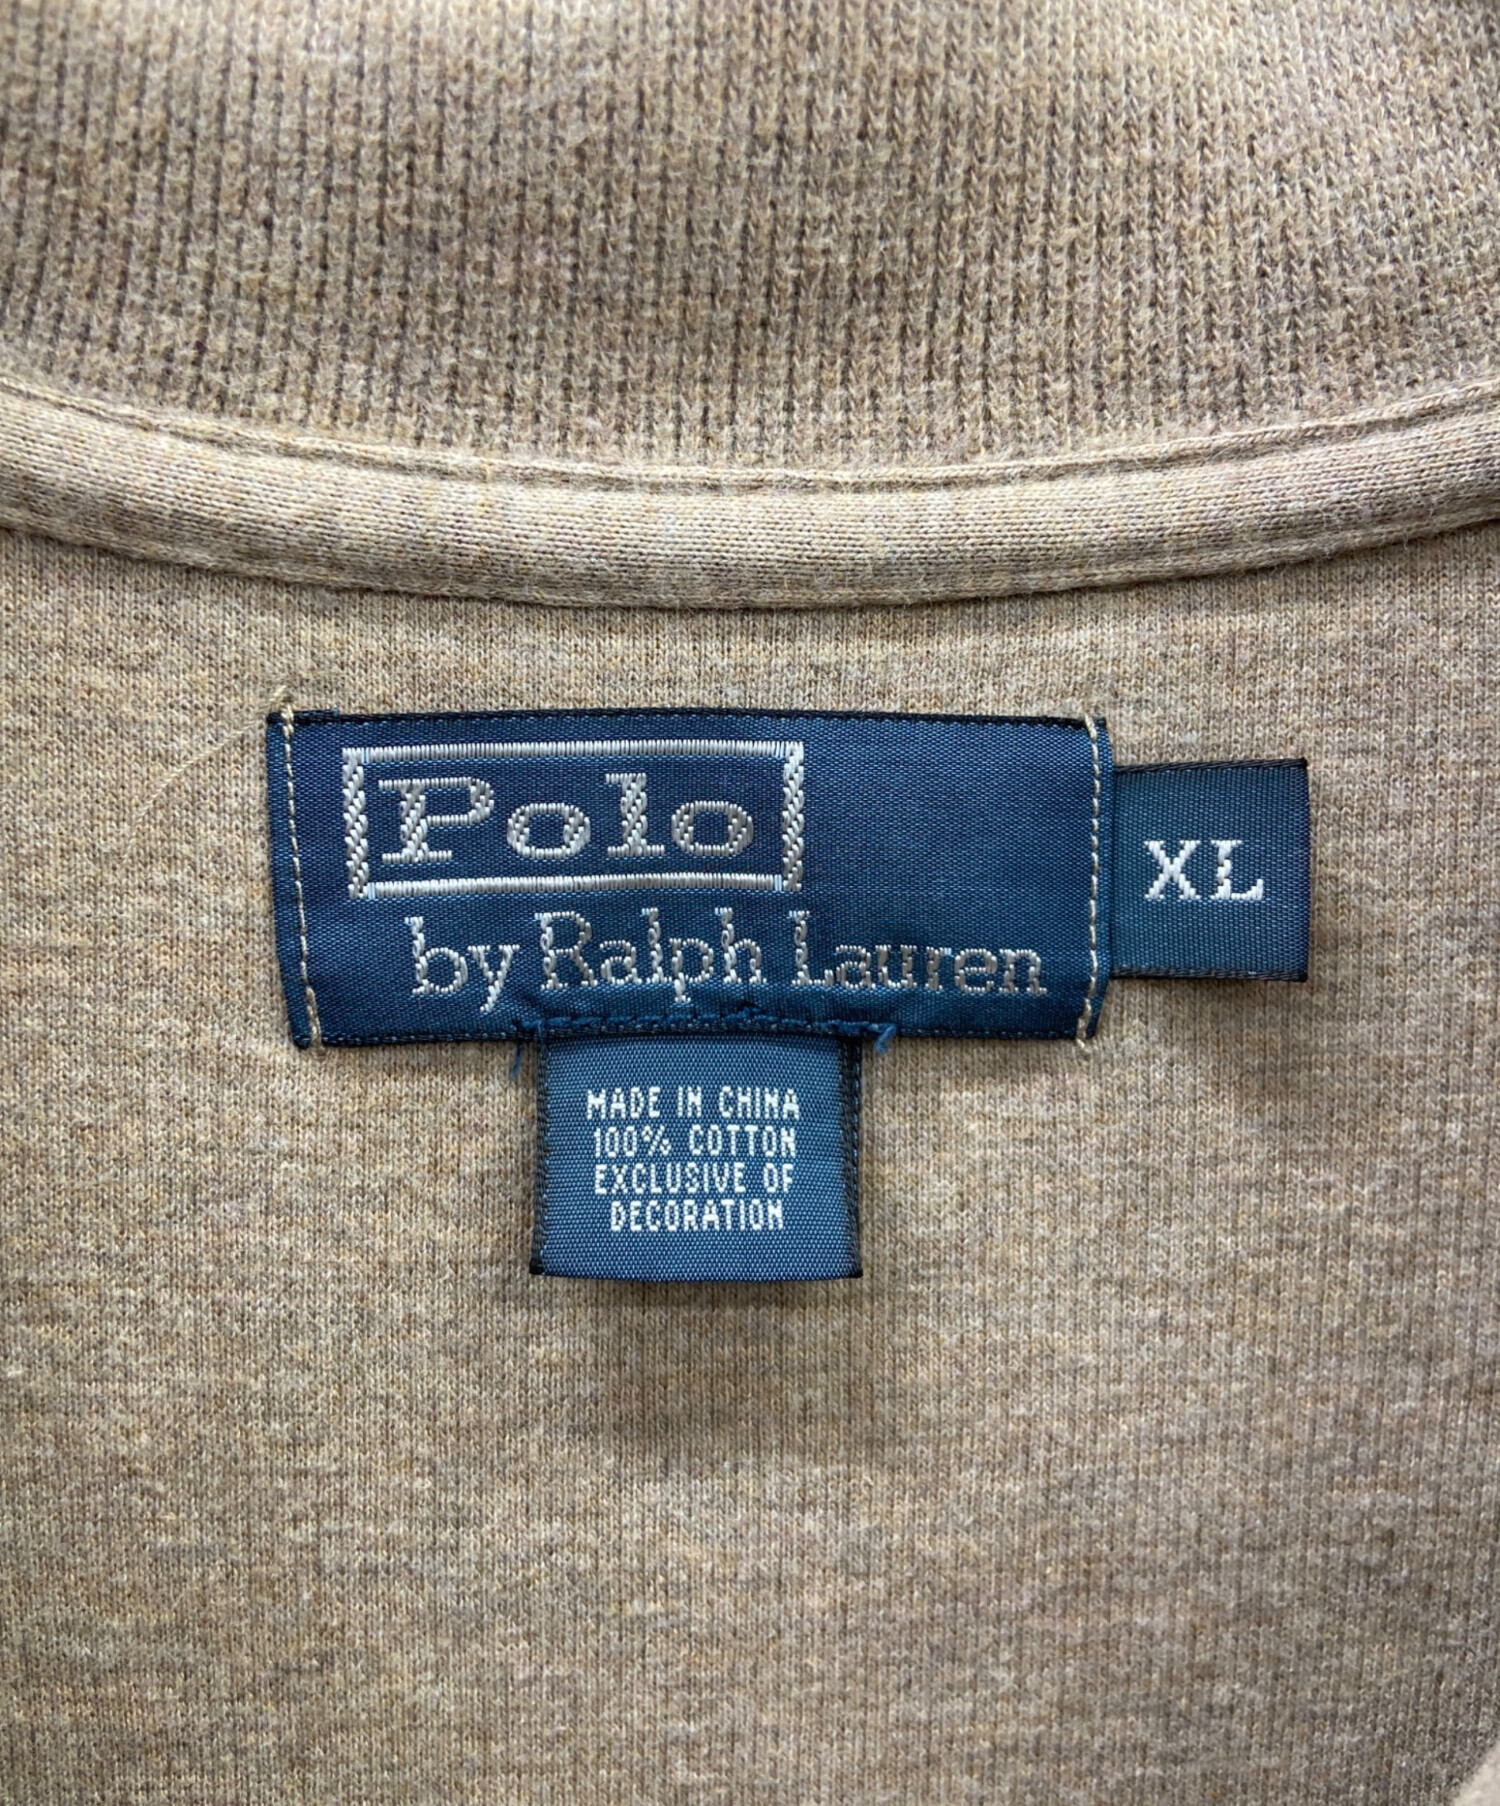 Polo
by Ralph Lauren
XL
MADE IN CHINA
100% COTTON
EXCLUSIVE OF
DECORATION